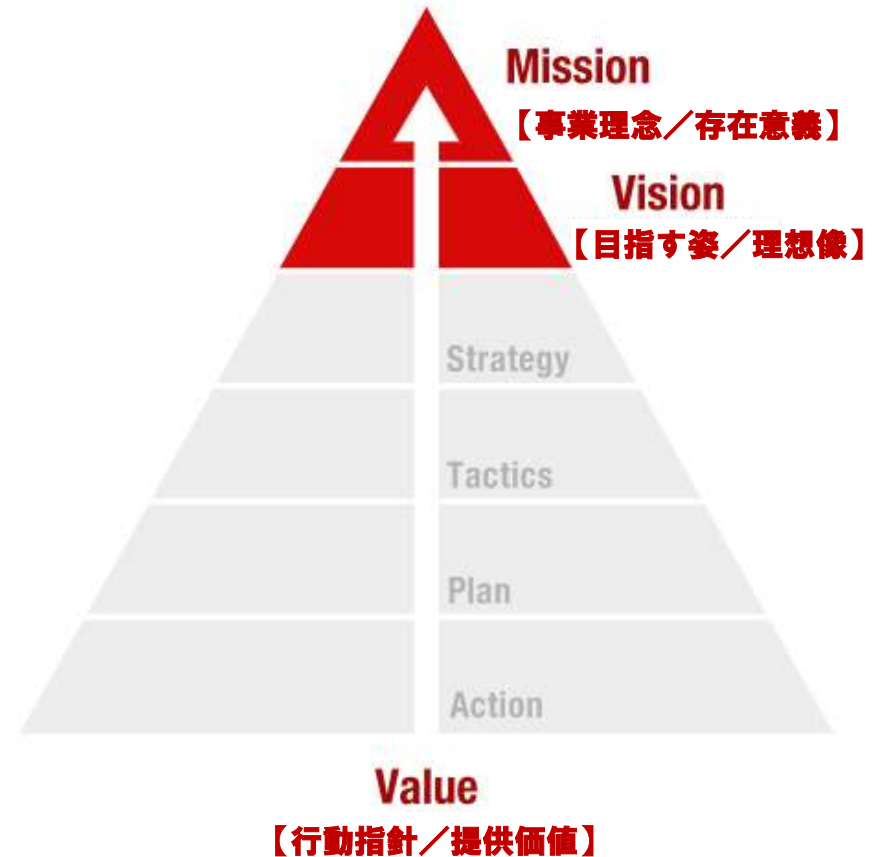 Mission
【事業理念／存在意義】
Vision
【目指す姿／理想像】
Strategy
Tactics
Plan
Action
Value
【行動指針／提供価値】